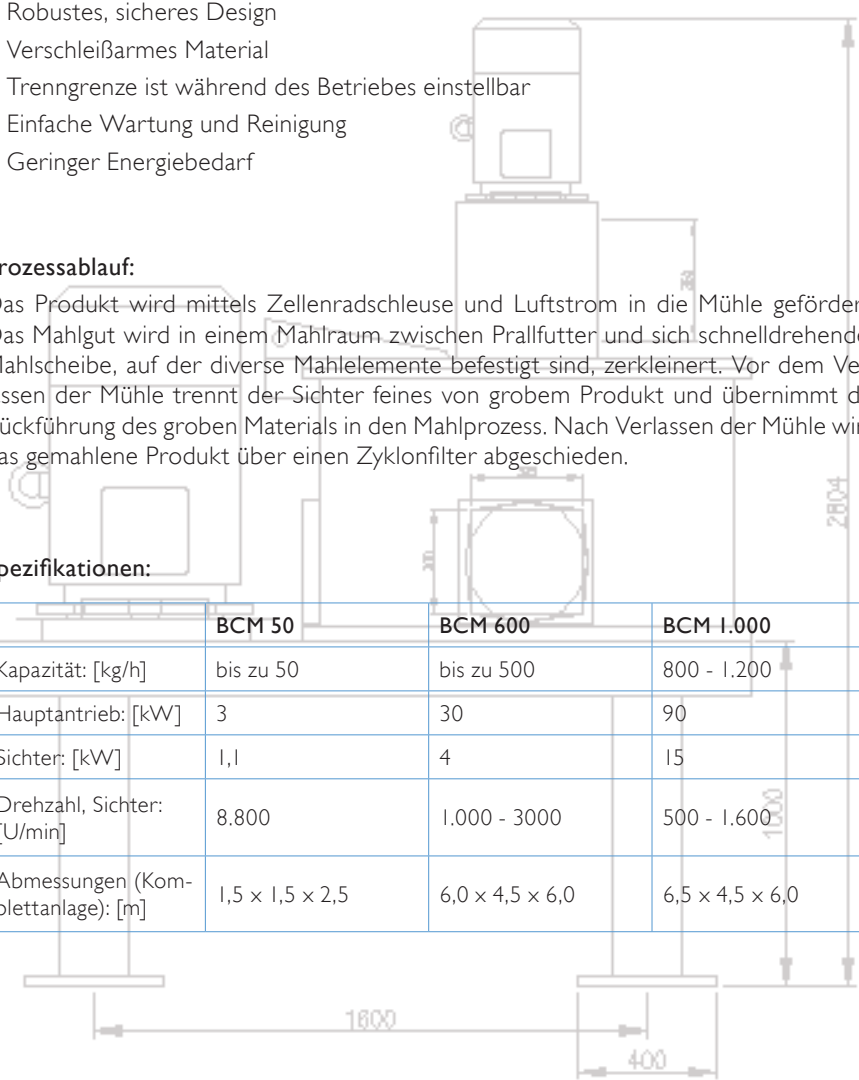 Robustes, sicheres Design
Verschleißarmes Material
Trenngrenze ist während des Betriebes einstellbar
Einfache Wartung und Reinigung
Geringer Energiebedarf
rozessablauf:
Das Produkt wird mittels Zellenradschleuse und Luftstrom in die Mühle geförder
Das Mahlgut wird in einem Mahlraum zwischen Prallfutter und sich schnelldrehende
Mahlscheibe, auf der diverse Mahlelemente befestigt sind, zerkleinert. Vor dem Ve
assen der Mühle trennt der Sichter feines von grobem Produkt und übernimmt d
ückführung des groben Materials in den Mahlprozess. Nach Verlassen der Mühle wir
as gemahlene Produkt über einen Zyklonfilter abgeschieden.
2804
pezifikationen:
BCM 50 BCM 600 BCM 1.000
Kapazität: [kg/h] bis zu 50 bis zu 500 800 - 1.200
Hauptantrieb: [kW] 3 30 90
Sichter: [kW] 1,1 4 15
Drehzahl, Sichter:
[U/min] 8.800 1.000 - 3000 500 - 1.600
1000
Abmessungen (Kom-
plettanlage): [m] 1,5 x 1,5 x 2,5 6,0 x 4,5 x 6,0 6,5 x 4,5 x 6,0
1600
400